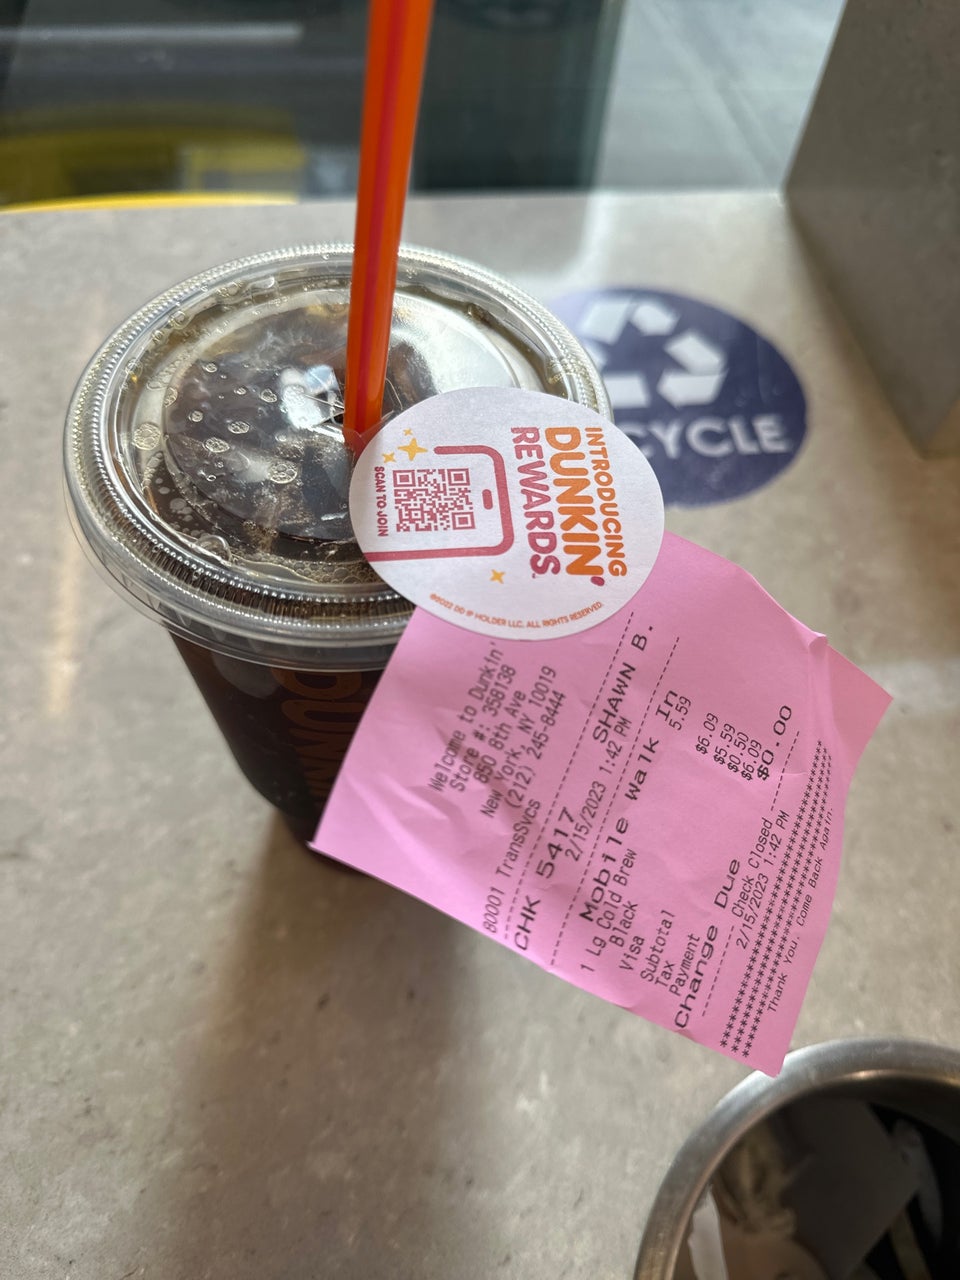 INTRODUCING
DUNKIN'
REWARDS
SCAN TO JOIN
©2022 DD IP HOLDER LLC. ALL RIGHTS RESERVED.
CYCLE
Welcome to Dunkin'
Store #: 358138
850 8th Ave
New York, NY 10019
(212) 245-8444
80001 TransSvcs
CHK 5417 SHAWN B.
2/15/2023 1:42 PM
Mobile Walk In
1 Lg Cold Brew 5.59
Black
Visa $6.09
Subtotal $5.59
Tax $0.50
Payment $6.09
Change Due $0.00
Check Closed
2/15/2023 1:42 PM
Thank You. Come Back Again.